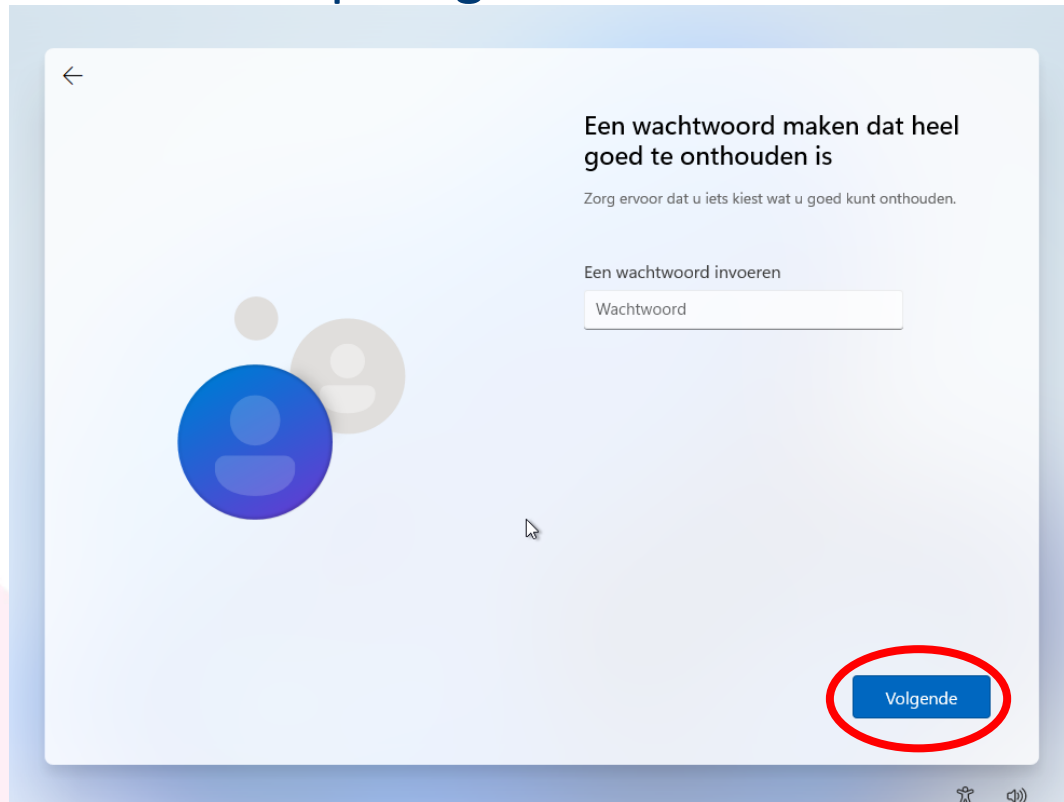 Een wachtwoord maken dat heel
goed te onthouden is
Zorg ervoor dat u iets kiest wat u goed kunt onthouden.
Een wachtwoord invoeren
Wachtwoord
Volgende